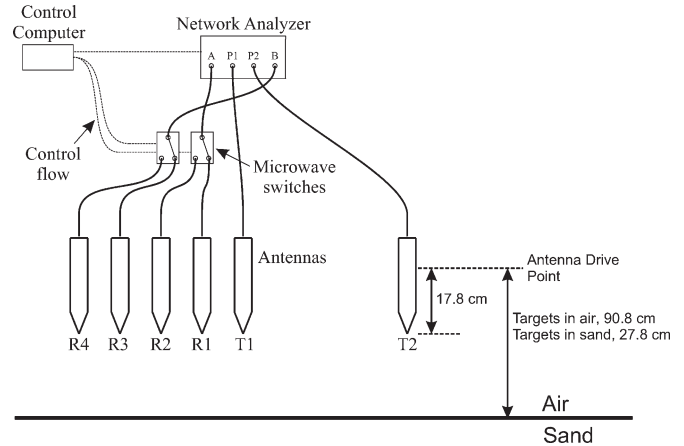 Control
Computer
Network Analyzer
A P1 P2 B
Control
flow
Microwave
switches
Antennas
Antenna Drive
Point
17.8 cm
Targets in air, 90.8 cm
Targets in sand, 27.8 cm
R4 R3 R2 R1 T1 T2
Air
Sand